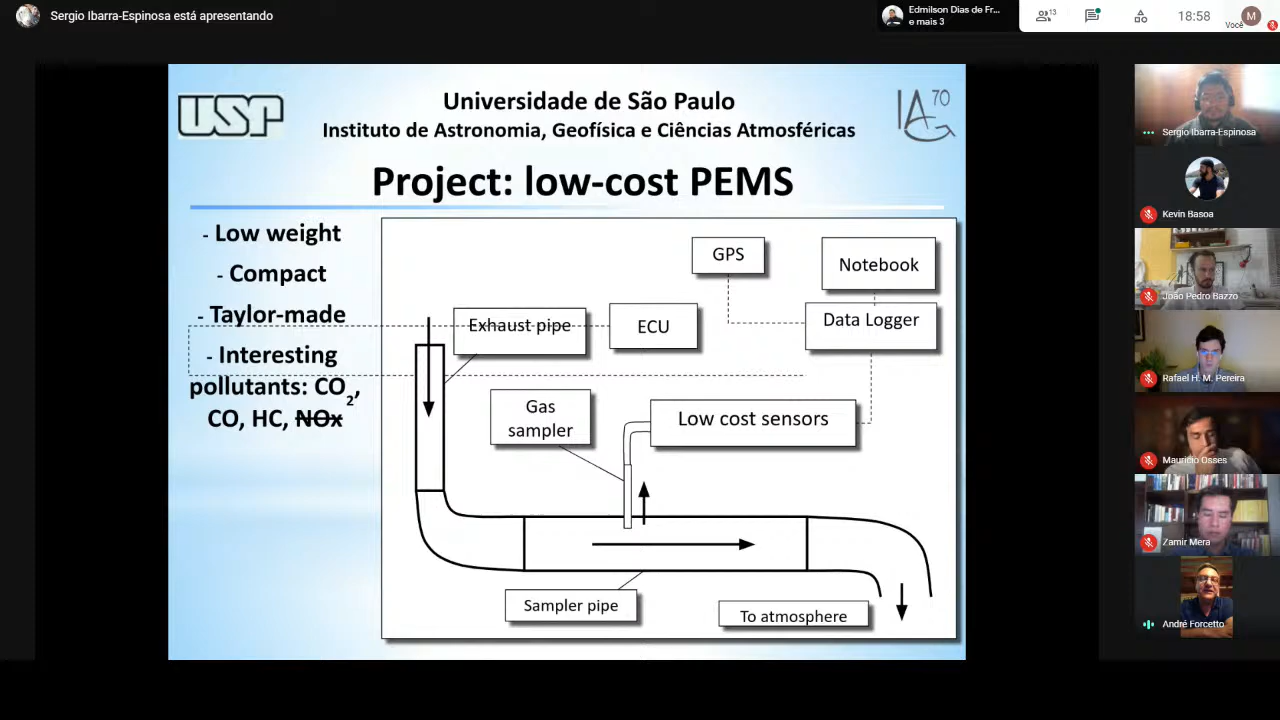 Sergio Ibarra-Espinosa está apresentando
Edmilson Dias de Fr...
e mais 3
13
18:58
M
Você
USP
Universidade de São Paulo
Instituto de Astronomia, Geofísica e Ciências Atmosféricas
IAG 70
Project: low-cost PEMS
- Low weight
- Compact
- Taylor-made
- Interesting
pollutants: CO2,
CO, HC, NOx
GPS
Notebook
Exhaust pipe
ECU
Data Logger
Gas
sampler
Low cost sensors
Sampler pipe
To atmosphere
Sergio Ibarra-Espinosa
Kevin Basoa
João Pedro Bazzo
Rafael H. M. Pereira
Mauricio Osses
Zamir Mera
André Forcetto